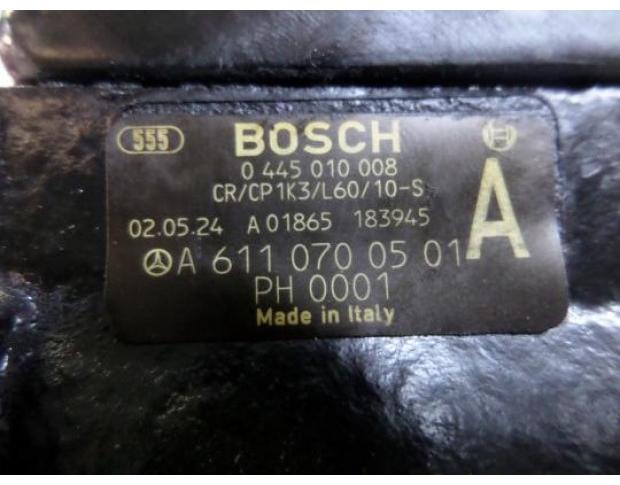 555 BOSCH
0 445 010 008
CR/CP1K3/L60/10-S
A
02.05.24 A01865 183945
A 611 070 05 01
PH 0001
Made in Italy